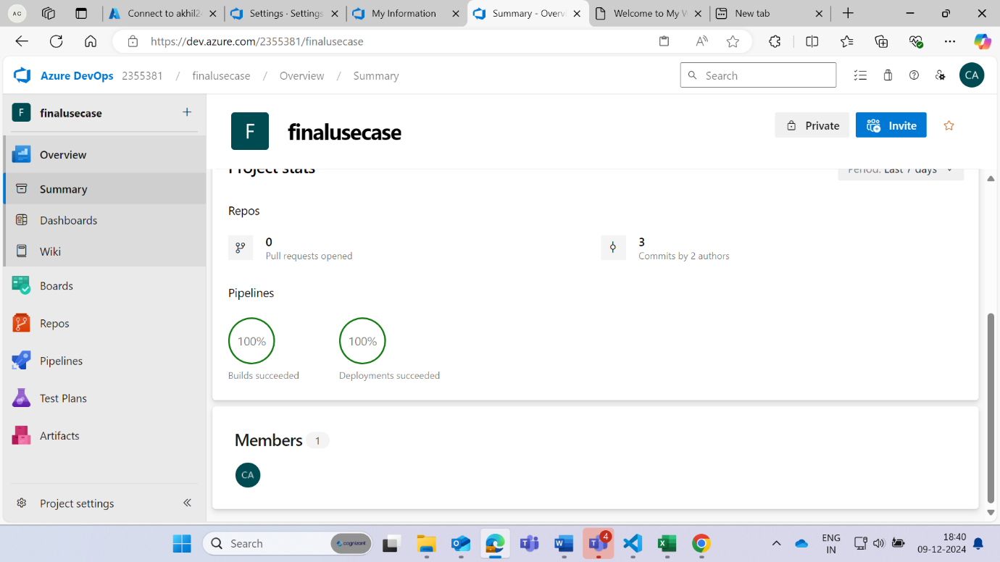 AC
Connect to akhil2
Settings · Settings
My Information
Summary - Overv
Welcome to My W
New tab
https://dev.azure.com/2355381/finalusecase
Azure DevOps 2355381 / finalusecase / Overview / Summary
Search
CA
F finalusecase
Overview
Summary
Dashboards
Wiki
Boards
Repos
Pipelines
Test Plans
Artifacts
Project settings
F finalusecase
Private
Invite
Project stats
Period: Last 7 days
Repos
0
Pull requests opened
3
Commits by 2 authors
Pipelines
100%
Builds succeeded
100%
Deployments succeeded
Members 1
CA
Search
cognizant
4
ENG
IN
18:40
09-12-2024